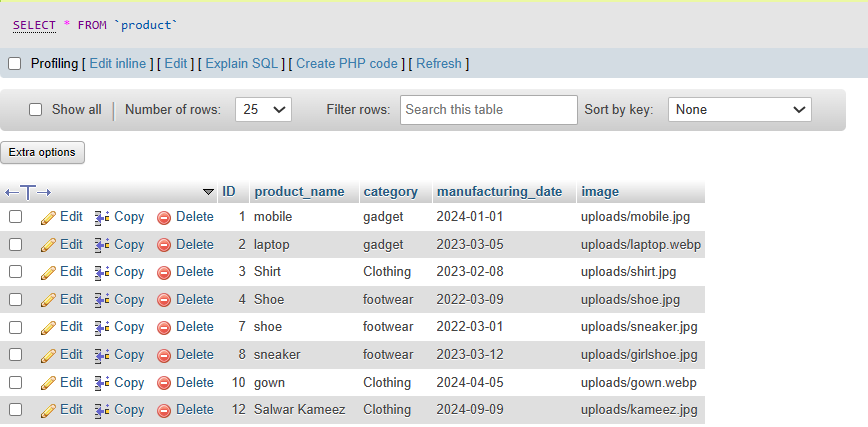 SELECT * FROM `product`
Profiling [ Edit inline ] [ Edit ] [ Explain SQL ] [ Create PHP code ] [ Refresh ]
Show all Number of rows: 25 Filter rows: Search this table Sort by key: None
Extra options
ID product_name category manufacturing_date image
Edit Copy Delete 1 mobile gadget 2024-01-01 uploads/mobile.jpg
Edit Copy Delete 2 laptop gadget 2023-03-05 uploads/laptop.webp
Edit Copy Delete 3 Shirt Clothing 2023-02-08 uploads/shirt.jpg
Edit Copy Delete 4 Shoe footwear 2022-03-09 uploads/shoe.jpg
Edit Copy Delete 7 shoe footwear 2022-03-01 uploads/sneaker.jpg
Edit Copy Delete 8 sneaker footwear 2023-03-12 uploads/girlshoe.jpg
Edit Copy Delete 10 gown Clothing 2024-04-05 uploads/gown.webp
Edit Copy Delete 12 Salwar Kameez Clothing 2024-09-09 uploads/kameez.jpg